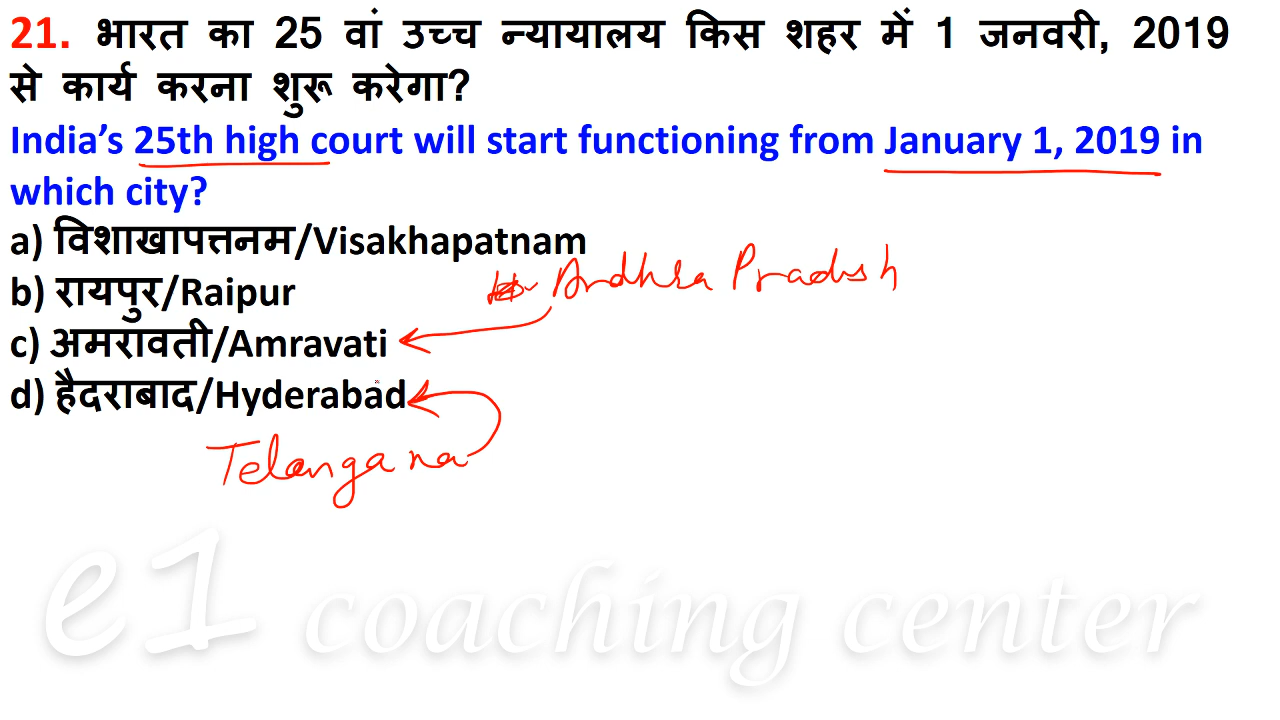 21. भारत का 25 वां उच्च न्यायालय किस शहर में 1 जनवरी, 2019
से कार्य करना शुरू करेगा?
India's 25th high court will start functioning from January 1, 2019 in
which city?
a) विशाखापत्तनम/Visakhapatnam
Andhra Pradesh
b) रायपुर/Raipur
c) अमरावती/Amravati
d) हैदराबाद/Hyderabad
Telangana
e1 coaching center